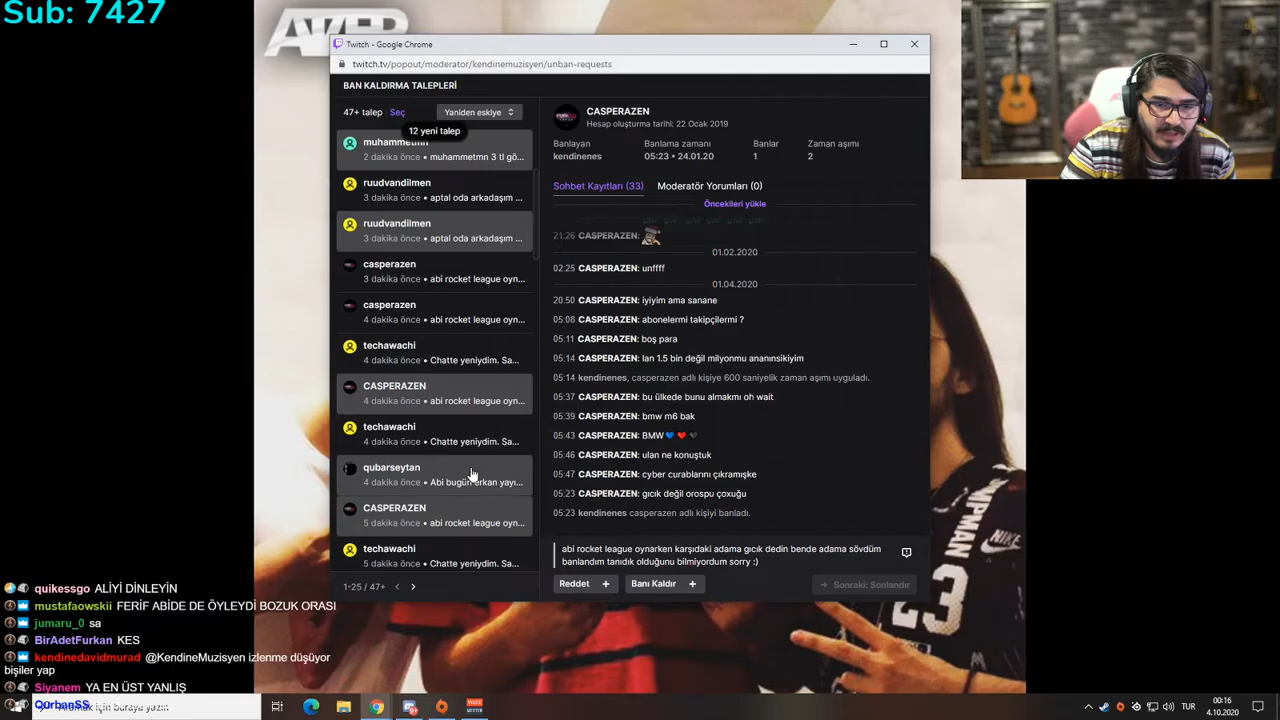 Sub: 7427
Twitch - Google Chrome
twitch.tv/popout/moderator/kendinemuzisyen/unban-requests
BAN KALDIRMA TALEPLERİ
47+ talep Seç Yaniden eskiye
12 yeni talep
muhammetmn
2 dakika önce • muhammetmn 3 tl gö...
ruudvandilmen
3 dakika önce • aptal oda arkadaşım ...
ruudvandilmen
3 dakika önce • aptal oda arkadaşım ...
casperazen
3 dakika önce • abi rocket league oyn...
casperazen
4 dakika önce • abi rocket league oyn...
techawachi
4 dakika önce • Chatte yeniydim. Sa...
CASPERAZEN
4 dakika önce • abi rocket league oyn...
techawachi
4 dakika önce • Chatte yeniydim. Sa...
qubarseytan
4 dakika önce • Abi bugün erkan yayı...
CASPERAZEN
5 dakika önce • abi rocket league oyn...
techawachi
5 dakika önce • Chatte yeniydim. Sa...
1-25 / 47+
CASPERAZEN
Hesap oluşturma tarihi: 22 Ocak 2019
Banlayan Banlama zamanı Banlar Zaman aşımı
kendinenes 05:23 • 24.01.20 1 2
Sohbet Kayıtları (33) Moderatör Yorumları (0)
Öncekileri yükle
21:26 CASPERAZEN:
01.02.2020
02.25 CASPERAZEN: unffff
01.04.2020
20.50 CASPERAZEN: iyiyim ama sanane
05:08 CASPERAZEN: abonelermi takipçilermi ?
05:11 CASPERAZEN: boş para
05:14 CASPERAZEN: lan 1.5 bin değil milyonmu ananınsikiyim
05:14 kendinenes, casperazen adlı kişiye 600 saniyelik zaman aşımı uyguladı.
05:37 CASPERAZEN: bu ülkede bunu almakmı oh wait
05:39 CASPERAZEN: bmw m6 bak
05:43 CASPERAZEN: BMW💙❤️🖤
05:46 CASPERAZEN: ulan ne konuştuk
05:47 CASPERAZEN: cyber curablarını çıkramışke
05:23 CASPERAZEN: gıcık değil orospu çoxuğu
05:23 kendinenes casperazen adlı kişiyi banladı.
abi rocket league oynarken karşıdaki adama gıcık dedin bende adama sövdüm
banlandım tanıdık olduğunu bilmiyordum sorry :)
Reddet + Banı Kaldır + → Sonraki: Sonlandır
quikessgo ALİYİ DİNLEYİN
mustafaowskii FERİF ABİDE DE ÖYLEYDİ BOZUK ORASI
jumaru_0 sa
BirAdetFurkan KES
kendinedavidmurad @KendineMuzisyen izlenme düşüyor
bişiler yap
Siyanem YA EN ÜST YANLIŞ
QurbanSS
Aramak için buraya yazın
TUR
00:16
4.10.2020
CHIPMAN
09